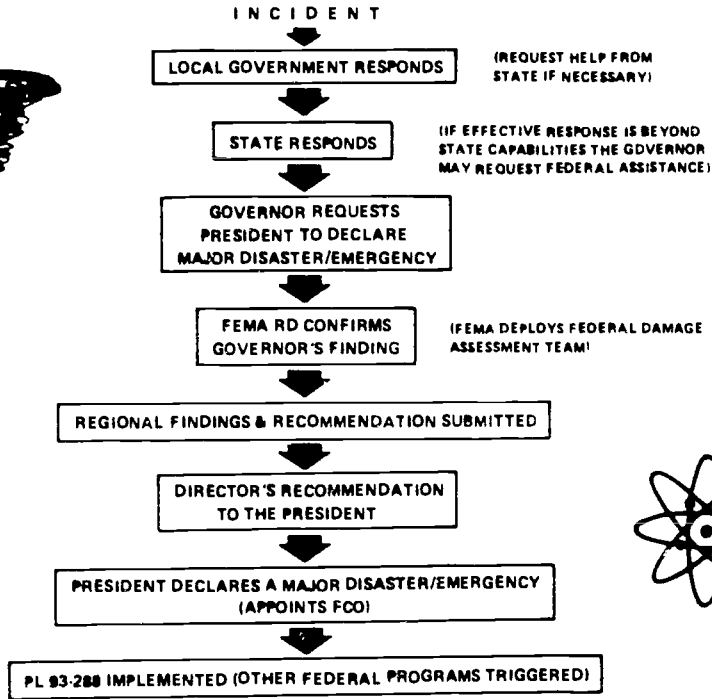 INCIDENT
LOCAL GOVERNMENT RESPONDS
(REQUEST HELP FROM
STATE IF NECESSARY)
STATE RESPONDS
(IF EFFECTIVE RESPONSE IS BEYOND
STATE CAPABILITIES THE GOVERNOR
MAY REQUEST FEDERAL ASSISTANCE)
GOVERNOR REQUESTS
PRESIDENT TO DECLARE
MAJOR DISASTER/EMERGENCY
FEMA RD CONFIRMS
GOVERNOR'S FINDING
(FEMA DEPLOYS FEDERAL DAMAGE
ASSESSMENT TEAM)
REGIONAL FINDINGS & RECOMMENDATION SUBMITTED
DIRECTOR'S RECOMMENDATION
TO THE PRESIDENT
PRESIDENT DECLARES A MAJOR DISASTER/EMERGENCY
(APPOINTS FCO)
PL 93-288 IMPLEMENTED (OTHER FEDERAL PROGRAMS TRIGGERED)